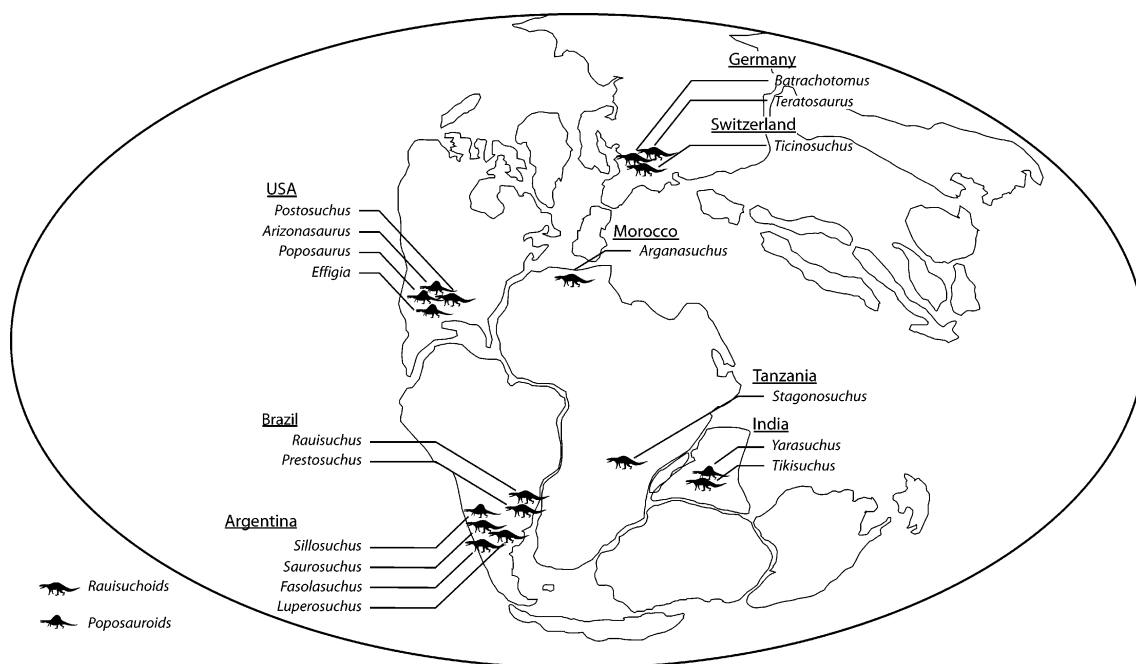 Germany
Batrachotomus
Teratosaurus
Switzerland
Ticinosuchus
USA
Postosuchus
Arizonasaurus
Poposaurus
Effigia
Morocco
Arganasuchus
Tanzania
Stagonosuchus
India
Yarasuchus
Tikisuchus
Brazil
Rauisuchus
Prestosuchus
Argentina
Sillosuchus
Saurosuchus
Fasolasuchus
Luperosuchus
Rauisuchoids
Poposauroids